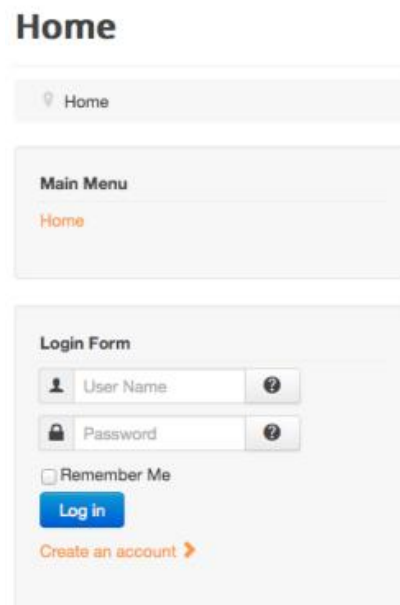 Home
Home
Main Menu
Home
Login Form
User Name
Password
Remember Me
Log in
Create an account